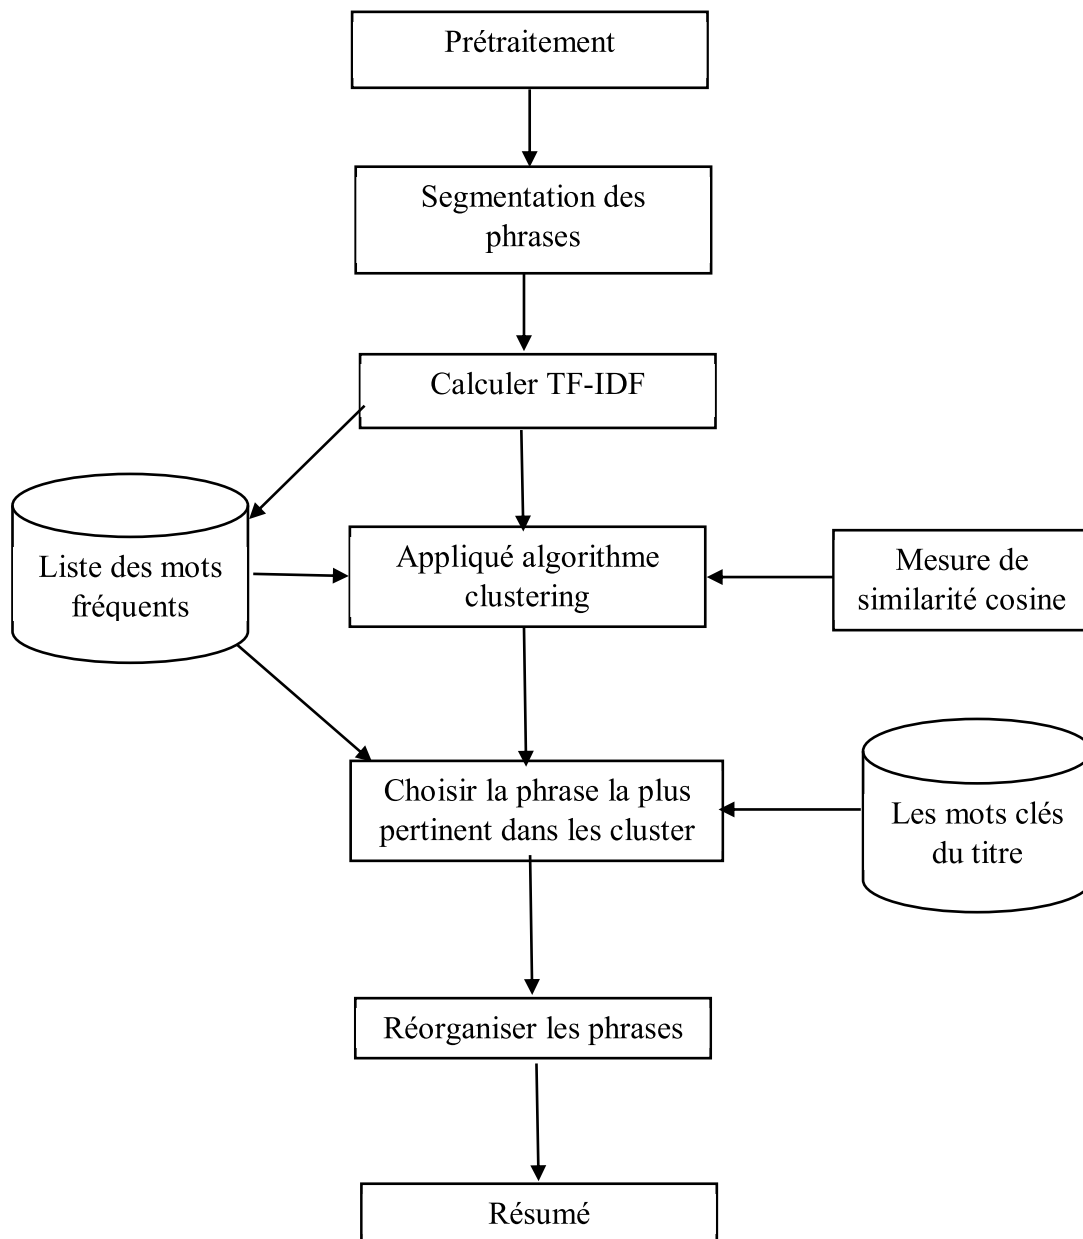 Prétraitement
Segmentation des
phrases
Calculer TF-IDF
Liste des mots
fréquents
Appliqué algorithme
clustering
Mesure de
similarité cosine
Choisir la phrase la plus
pertinent dans les cluster
Les mots clés
du titre
Réorganiser les phrases
Résumé